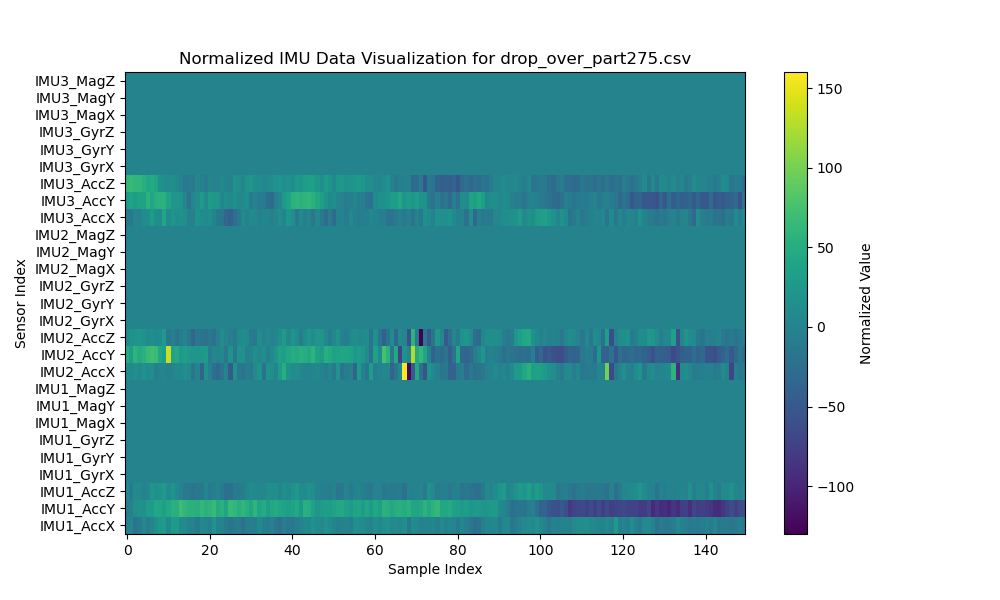 Normalized IMU Data Visualization for drop_over_part275.csv
IMU3_MagZ
IMU3_MagY
IMU3_MagX
IMU3_GyrZ
IMU3_GyrY
IMU3_GyrX
IMU3_AccZ
IMU3_AccY
IMU3_AccX
IMU2_MagZ
IMU2_MagY
IMU2_MagX
IMU2_GyrZ
IMU2_GyrY
IMU2_GyrX
IMU2_AccZ
IMU2_AccY
IMU2_AccX
IMU1_MagZ
IMU1_MagY
IMU1_MagX
IMU1_GyrZ
IMU1_GyrY
IMU1_GyrX
IMU1_AccZ
IMU1_AccY
IMU1_AccX
Sensor Index
0 20 40 60 80 100 120 140
Sample Index
150
100
50
0
−50
−100
Normalized Value